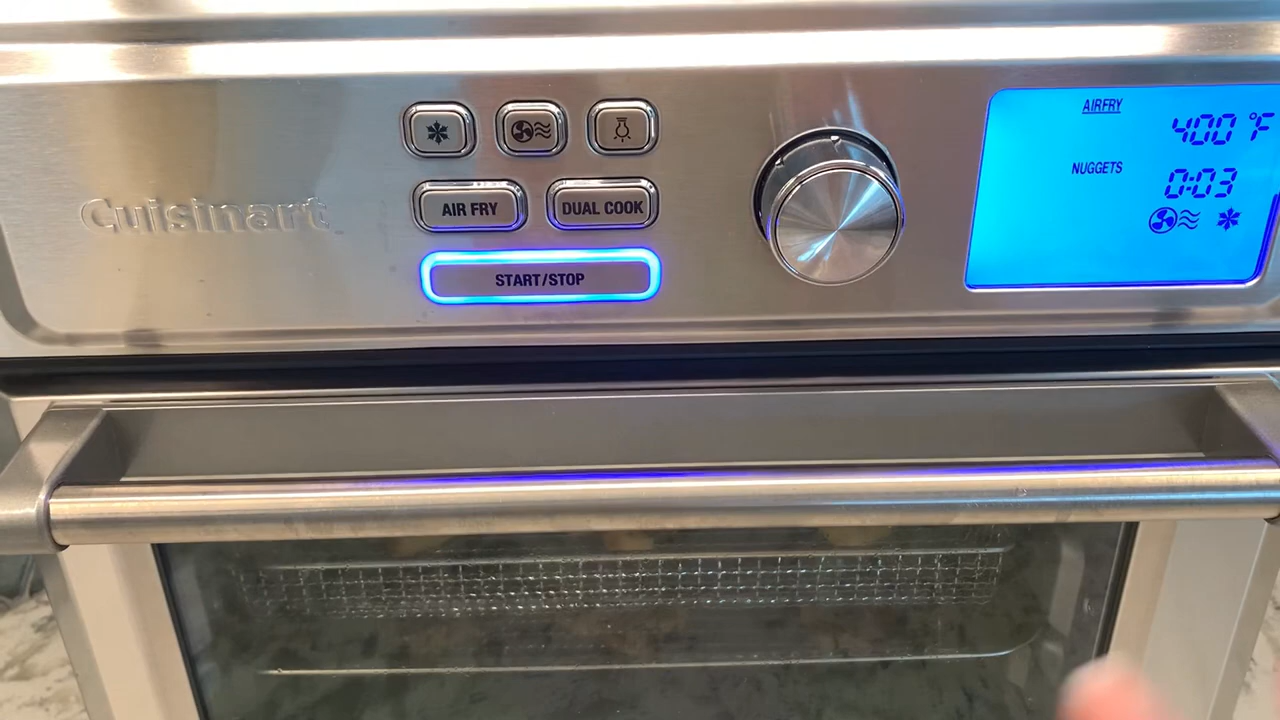 Cuisinart
AIR FRY
DUAL COOK
START/STOP
AIRFRY
400 °F
NUGGETS
0:03